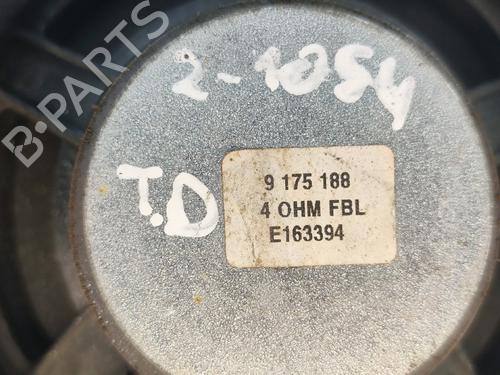 B-PARTS
2-1054
T.D
9 175 188
4 OHM FBL
E163394